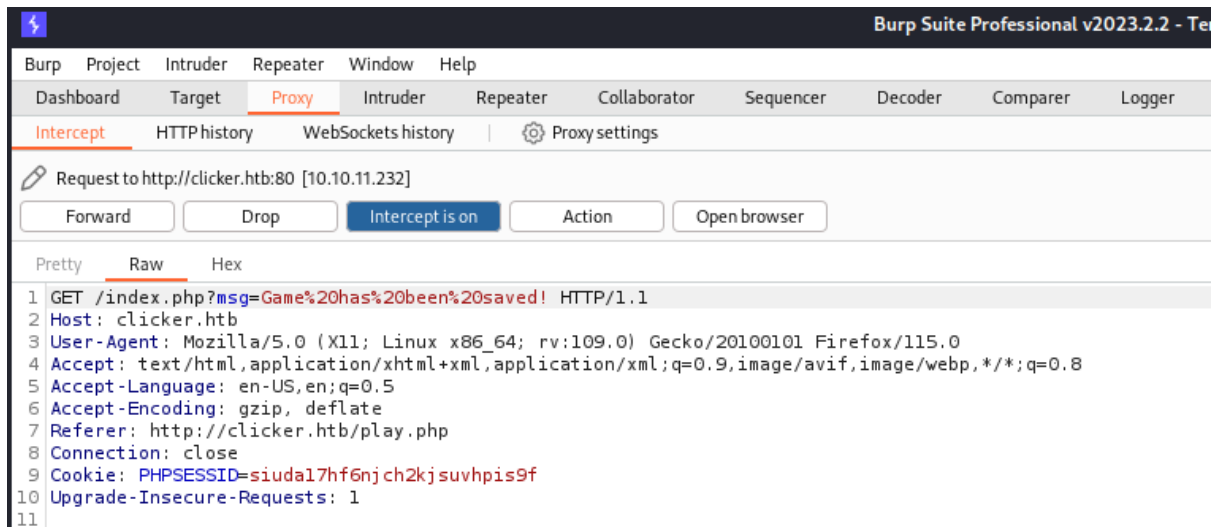 Burp Suite Professional v2023.2.2 - Te
Burp Project Intruder Repeater Window Help
Dashboard Target Proxy Intruder Repeater Collaborator Sequencer Decoder Comparer Logger
Intercept HTTP history WebSockets history Proxy settings
Request to http://clicker.htb:80 [10.10.11.232]
Forward Drop Intercept is on Action Open browser
Pretty Raw Hex
1 GET /index.php?msg=Game%20has%20been%20saved! HTTP/1.1
2 Host: clicker.htb
3 User-Agent: Mozilla/5.0 (X11; Linux x86_64; rv:109.0) Gecko/20100101 Firefox/115.0
4 Accept: text/html,application/xhtml+xml,application/xml;q=0.9,image/avif,image/webp,*/*;q=0.8
5 Accept-Language: en-US,en;q=0.5
6 Accept-Encoding: gzip, deflate
7 Referer: http://clicker.htb/play.php
8 Connection: close
9 Cookie: PHPSESSID=siuda17hf6njch2kjsuvhpis9f
10 Upgrade-Insecure-Requests: 1
11